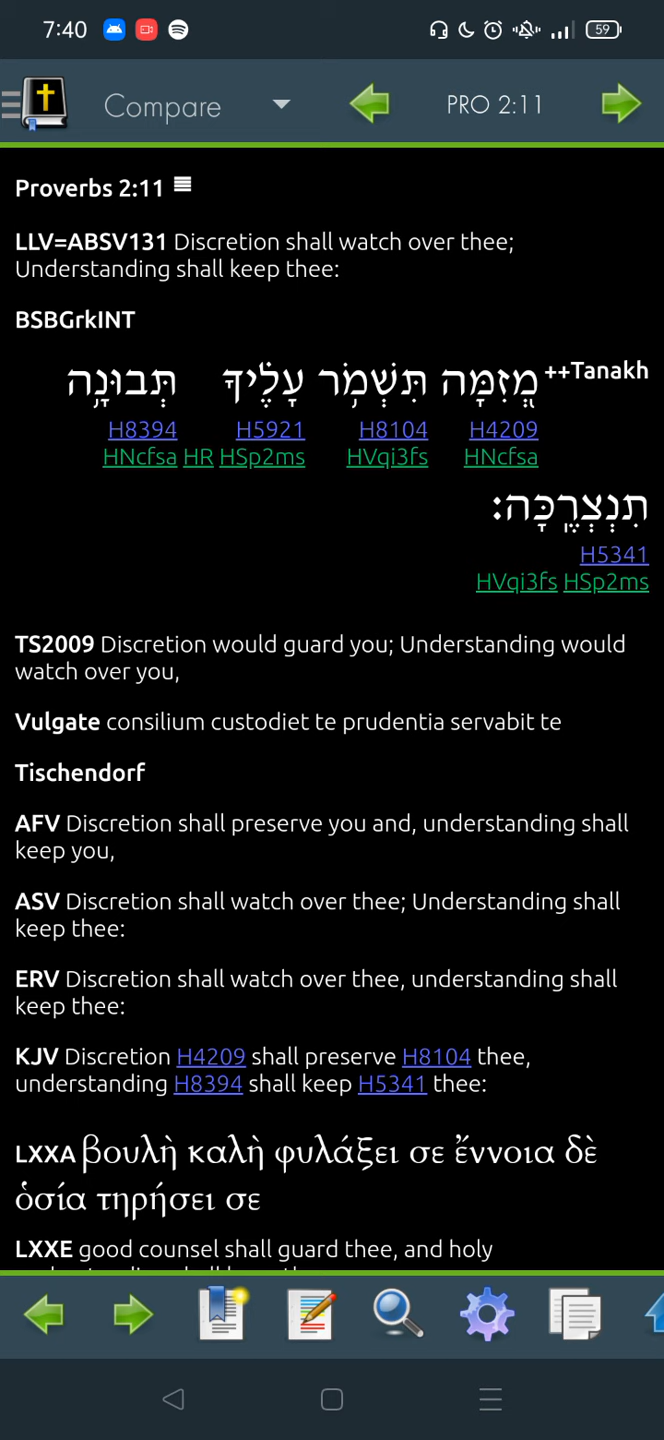 7:40
59
Compare
PRO 2:11
Proverbs 2:11
LLV=ABSV131 Discretion shall watch over thee;
Understanding shall keep thee:
BSBGrkINT
++Tanakh מְ֭זִמָּה תִּשְׁמֹ֥ר עָלֶ֗יךָ תְּבוּנָ֥ה
H4209 H8104 H5921 H8394
HNcfsa HVqi3fs HR HSp2ms HNcfsa
תִנְצְרֶֽכָּה׃
H5341
HVqi3fs HSp2ms
TS2009 Discretion would guard you; Understanding would
watch over you,
Vulgate consilium custodiet te prudentia servabit te
Tischendorf
AFV Discretion shall preserve you and, understanding shall
keep you,
ASV Discretion shall watch over thee; Understanding shall
keep thee:
ERV Discretion shall watch over thee, understanding shall
keep thee:
KJV Discretion H4209 shall preserve H8104 thee,
understanding H8394 shall keep H5341 thee:
LXXA βουλὴ καλὴ φυλάξει σε ἔννοια δὲ
ὁσία τηρήσει σε
LXXE good counsel shall guard thee, and holy